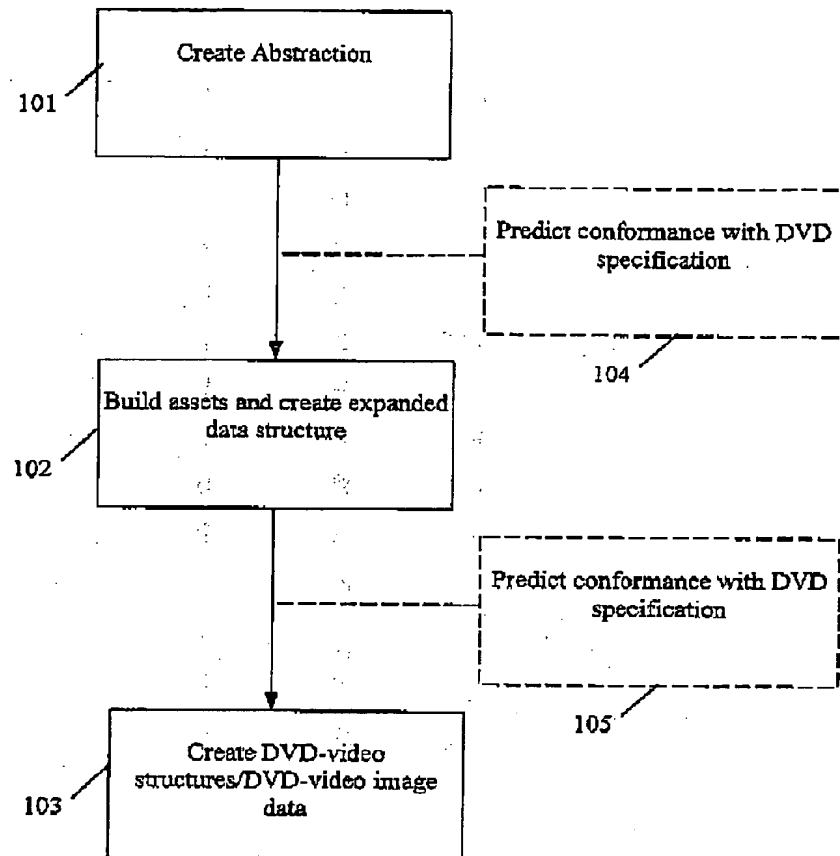 Create Abstraction
101
Predict conformance with DVD
specification
104
Build assets and create expanded
data structure
102
Predict conformance with DVD
specification
105
Create DVD-video
structures/DVD-video image
data
103